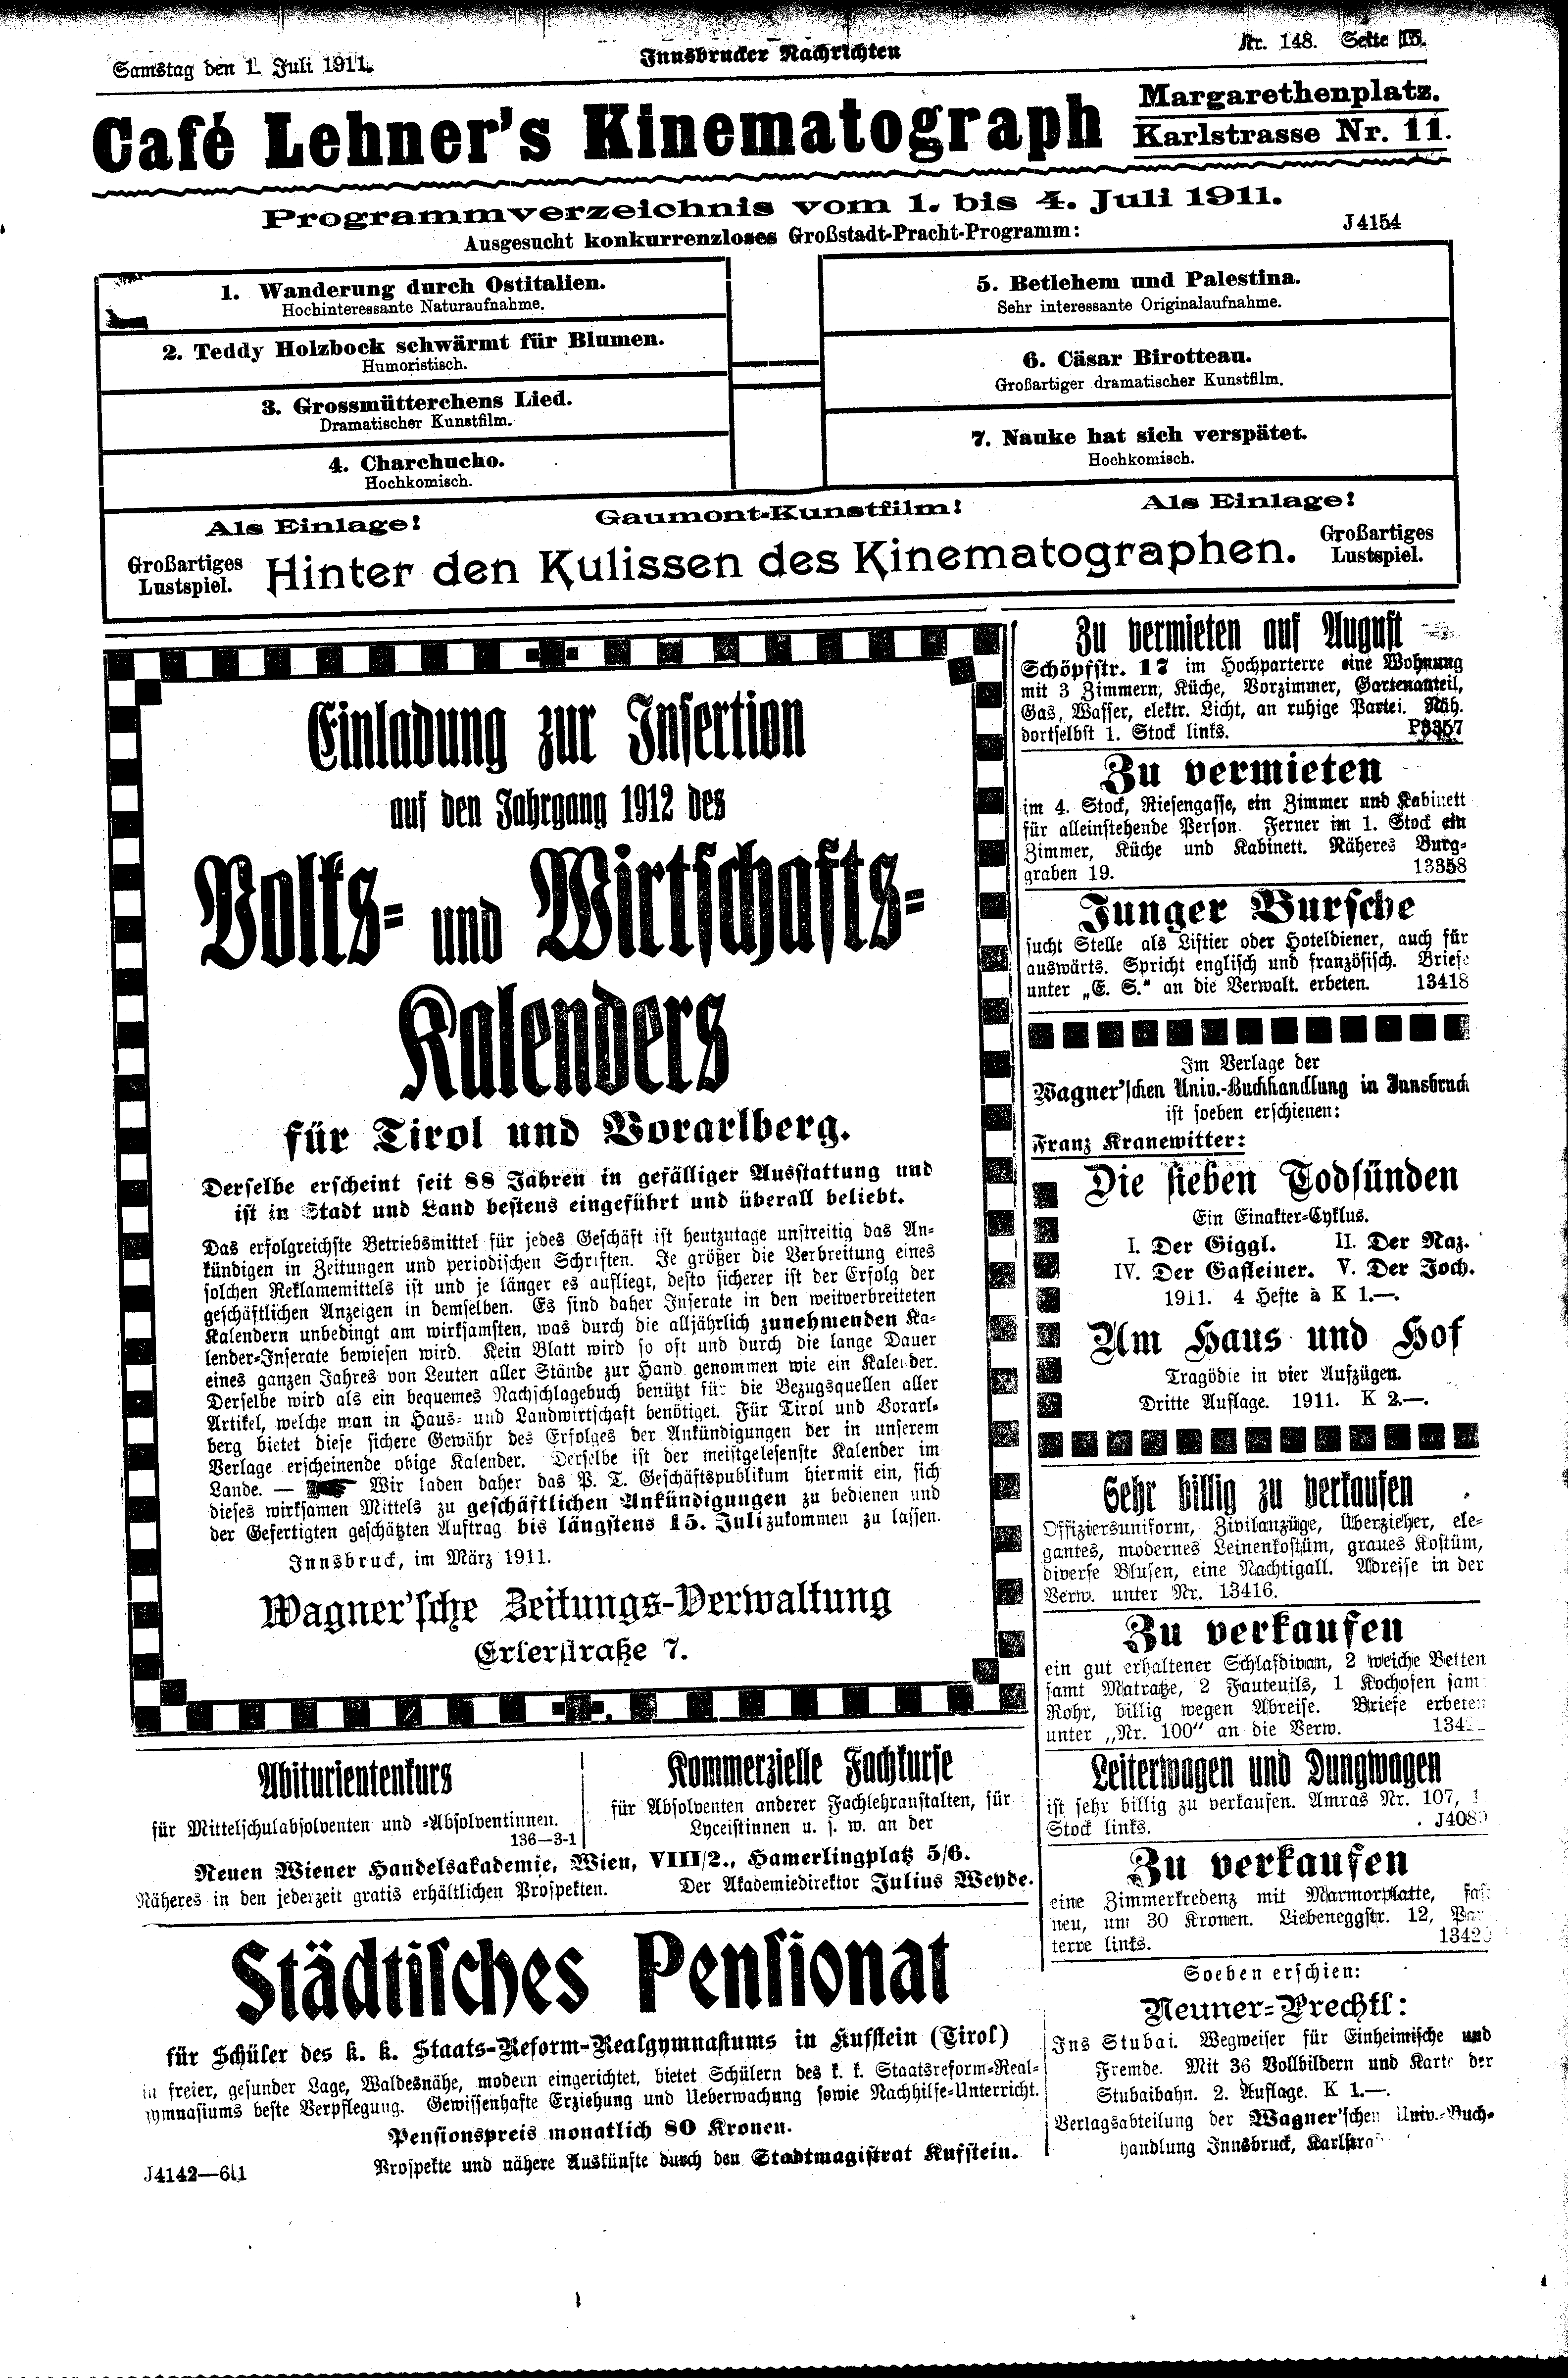 Samstag den 1. Juli 1911.
Innsbrucker Nachrichten
Nr. 148. Seite 15.
Café Lehner's Kinematograph
Margarethenplatz.
Karlstrasse Nr. 11.
Programmverzeichnis vom 1. bis 4. Juli 1911.
Ausgesucht konkurrenzloses Großstadt-Pracht-Programm:
J4154
1. Wanderung durch Ostitalien.
Hochinteressante Naturaufnahme.
2. Teddy Holzbock schwärmt für Blumen.
Humoristisch.
3. Grossmütterchens Lied.
Dramatischer Kunstfilm.
4. Charchucho.
Hochkomisch.
5. Betlehem und Palestina.
Sehr interessante Originalaufnahme.
6. Cäsar Birotteau.
Großartiger dramatischer Kunstfilm.
7. Nauke hat sich verspätet.
Hochkomisch.
Als Einlage!
Gaumont-Kunstfilm!
Als Einlage!
Großartiges
Lustspiel.
Hinter den Kulissen des Kinematographen.
Großartiges
Lustspiel.
Einladung zur Insertion
auf den Jahrgang 1912 des
Volks- und Wirtschafts-
Kalenders
für Tirol und Vorarlberg.
Derselbe erscheint seit 88 Jahren in gefälliger Ausstattung und
ist in Stadt und Land bestens eingeführt und überall beliebt.
Das erfolgreichste Betriebsmittel für jedes Geschäft ist heutzutage unstreitig das An-
kündigen in Zeitungen und periodischen Schriften. Je größer die Verbreitung eines
solchen Reklamemittels ist und je länger es aufliegt, desto sicherer ist der Erfolg der
geschäftlichen Anzeigen in demselben. Es sind daher Inserate in den weitverbreiteten
Kalendern unbedingt am wirksamsten, was durch die alljährlich zunehmenden Ka-
lender-Inserate bewiesen wird. Kein Blatt wird so oft und durch die lange Dauer
eines ganzen Jahres von Leuten aller Stände zur Hand genommen wie ein Kalender.
Derselbe wird als ein bequemes Nachschlagebuch benützt für die Bezugsquellen aller
Artikel, welche man in Haus- und Landwirtschaft benötiget. Für Tirol und Vorarl-
berg bietet diese sichere Gewähr des Erfolges der Ankündigungen der in unserem
Verlage erscheinende obige Kalender. Derselbe ist der meistgelesenste Kalender im
Lande. — Wir laden daher das P. T. Geschäftspublikum hiermit ein, sich
dieses wirksamen Mittels zu geschäftlichen Ankündigungen zu bedienen und
der Gefertigten geschätzten Auftrag bis längstens 15. Juli zukommen zu lassen.
Innsbruck, im März 1911.
Wagner'sche Zeitungs-Verwaltung
Erlerstraße 7.
Abiturientenkurs
für Mittelschulabsolventen und -Absolventinnen.
136—3-1
Kommerzielle Fachkurse
für Absolventen anderer Fachlehranstalten, für
Lyceistinnen u. s. w. an der
Neuen Wiener Handelsakademie, Wien, VIII/2., Hamerlingplatz 5/6.
Näheres in den jederzeit gratis erhältlichen Prospekten.
Der Akademiedirektor Julius Weyde.
Städtisches Pensionat
für Schüler des k. k. Staats-Reform-Realgymnasiums in Kufstein (Tirol)
in freier, gesunder Lage, Waldesnähe, modern eingerichtet, bietet Schülern des k. k. Staatsreform-Real-
gymnasiums beste Verpflegung. Gewissenhafte Erziehung und Ueberwachung sowie Nachhilfe-Unterricht.
Pensionspreis monatlich 80 Kronen.
J4142—611
Prospekte und nähere Auskünfte durch den Stadtmagistrat Kufstein.
Zu vermieten auf August
Schöpfstr. 17 im Hochparterre eine Wohnung
mit 3 Zimmern, Küche, Vorzimmer, Gartenanteil,
Gas, Wasser, elektr. Licht, an ruhige Partei. Näh.
dortselbst 1. Stock links. P3357
Zu vermieten
im 4. Stock, Riesengasse, ein Zimmer und Kabinett
für alleinstehende Person. Ferner im 1. Stock ein
Zimmer, Küche und Kabinett. Näheres Burg-
graben 19. 13358
Junger Bursche
sucht Stelle als Liftier oder Hoteldiener, auch für
auswärts. Spricht englisch und französisch. Briefe
unter „E. S." an die Verwalt. erbeten. 13418
Im Verlage der
Wagner'schen Univ.-Buchhandlung in Innsbruck
ist soeben erschienen:
Franz Kranewitter:
Die sieben Todsünden
Ein Einakter-Cyklus.
I. Der Giggl. II. Der Naz.
IV. Der Gafleiner. V. Der Joch.
1911. 4 Hefte à K 1.—.
Um Haus und Hof
Tragödie in vier Aufzügen.
Dritte Auflage. 1911. K 2.—.
Sehr billig zu verkaufen
Offiziersuniform, Zivilanzüge, Überzieher, ele-
gantes, modernes Leinenkostüm, graues Kostüm,
diverse Blusen, eine Nachtigall. Adresse in der
Verw. unter Nr. 13416.
Zu verkaufen
ein gut erhaltener Schlafdivan, 2 weiche Betten
samt Matratze, 2 Fauteuils, 1 Kochofen samt
Rohr, billig wegen Abreise. Briefe erbeten
unter „Nr. 100" an die Verw.
Leiterwagen und Dungwagen
ist sehr billig zu verkaufen. Amras Nr. 107, 1.
Stock links.
Zu verkaufen
eine Zimmerkredenz mit Marmorplatte, fast
neu, um 30 Kronen. Liebeneggstr. 12, Par-
terre links.
Soeben erschien:
Neuner-Prechtl:
Ins Stubai. Wegweiser für Einheimische und
Fremde. Mit 36 Vollbildern und Karte der
Stubaibahn. 2. Auflage. K 1.—.
Verlagsabteilung der Wagner'schen Univ.-Buch-
handlung Innsbruck,